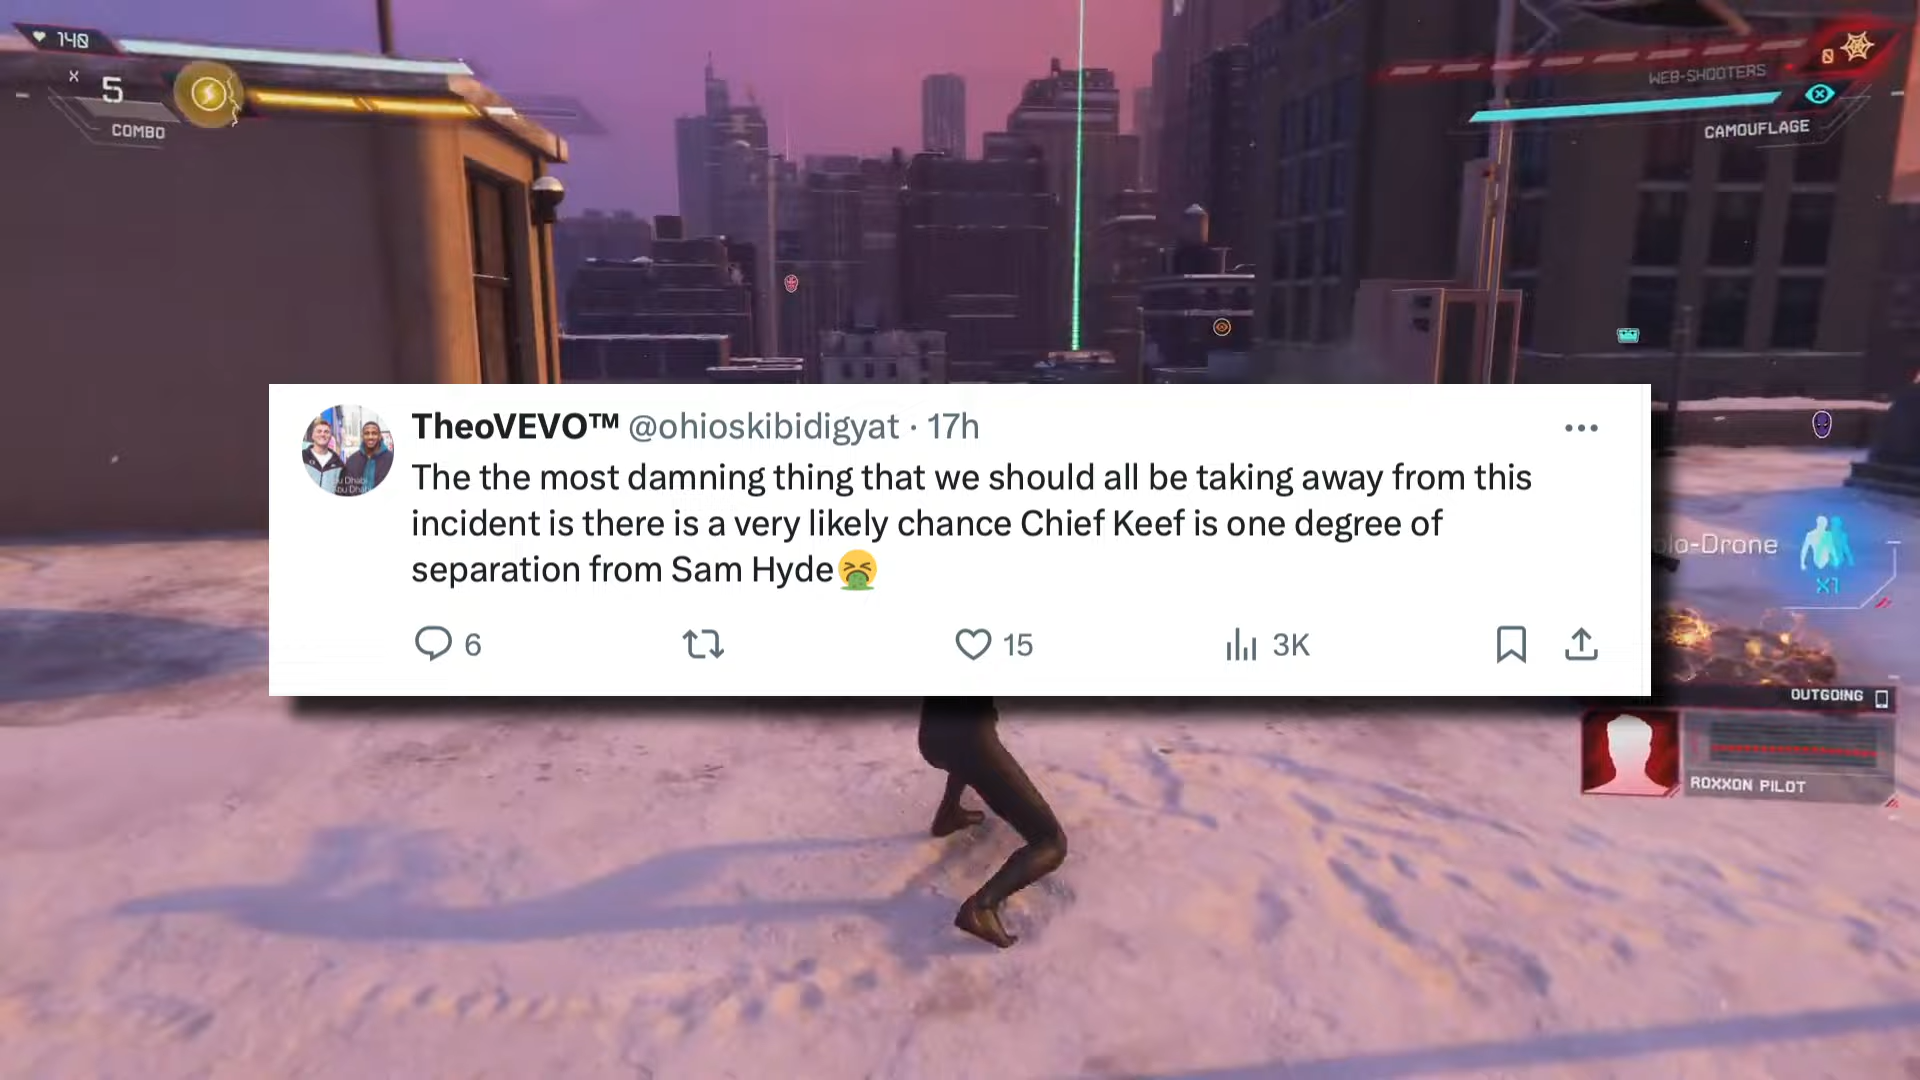 140
x 5
COMBO
0
WEB-SHOOTERS
CAMOUFLAGE
TheoVEVO™ @ohioskibidigyat · 17h
The the most damning thing that we should all be taking away from this
incident is there is a very likely chance Chief Keef is one degree of
separation from Sam Hyde🤮
6
15
3K
lo-Drone
X1
OUTGOING
ROXXON PILOT